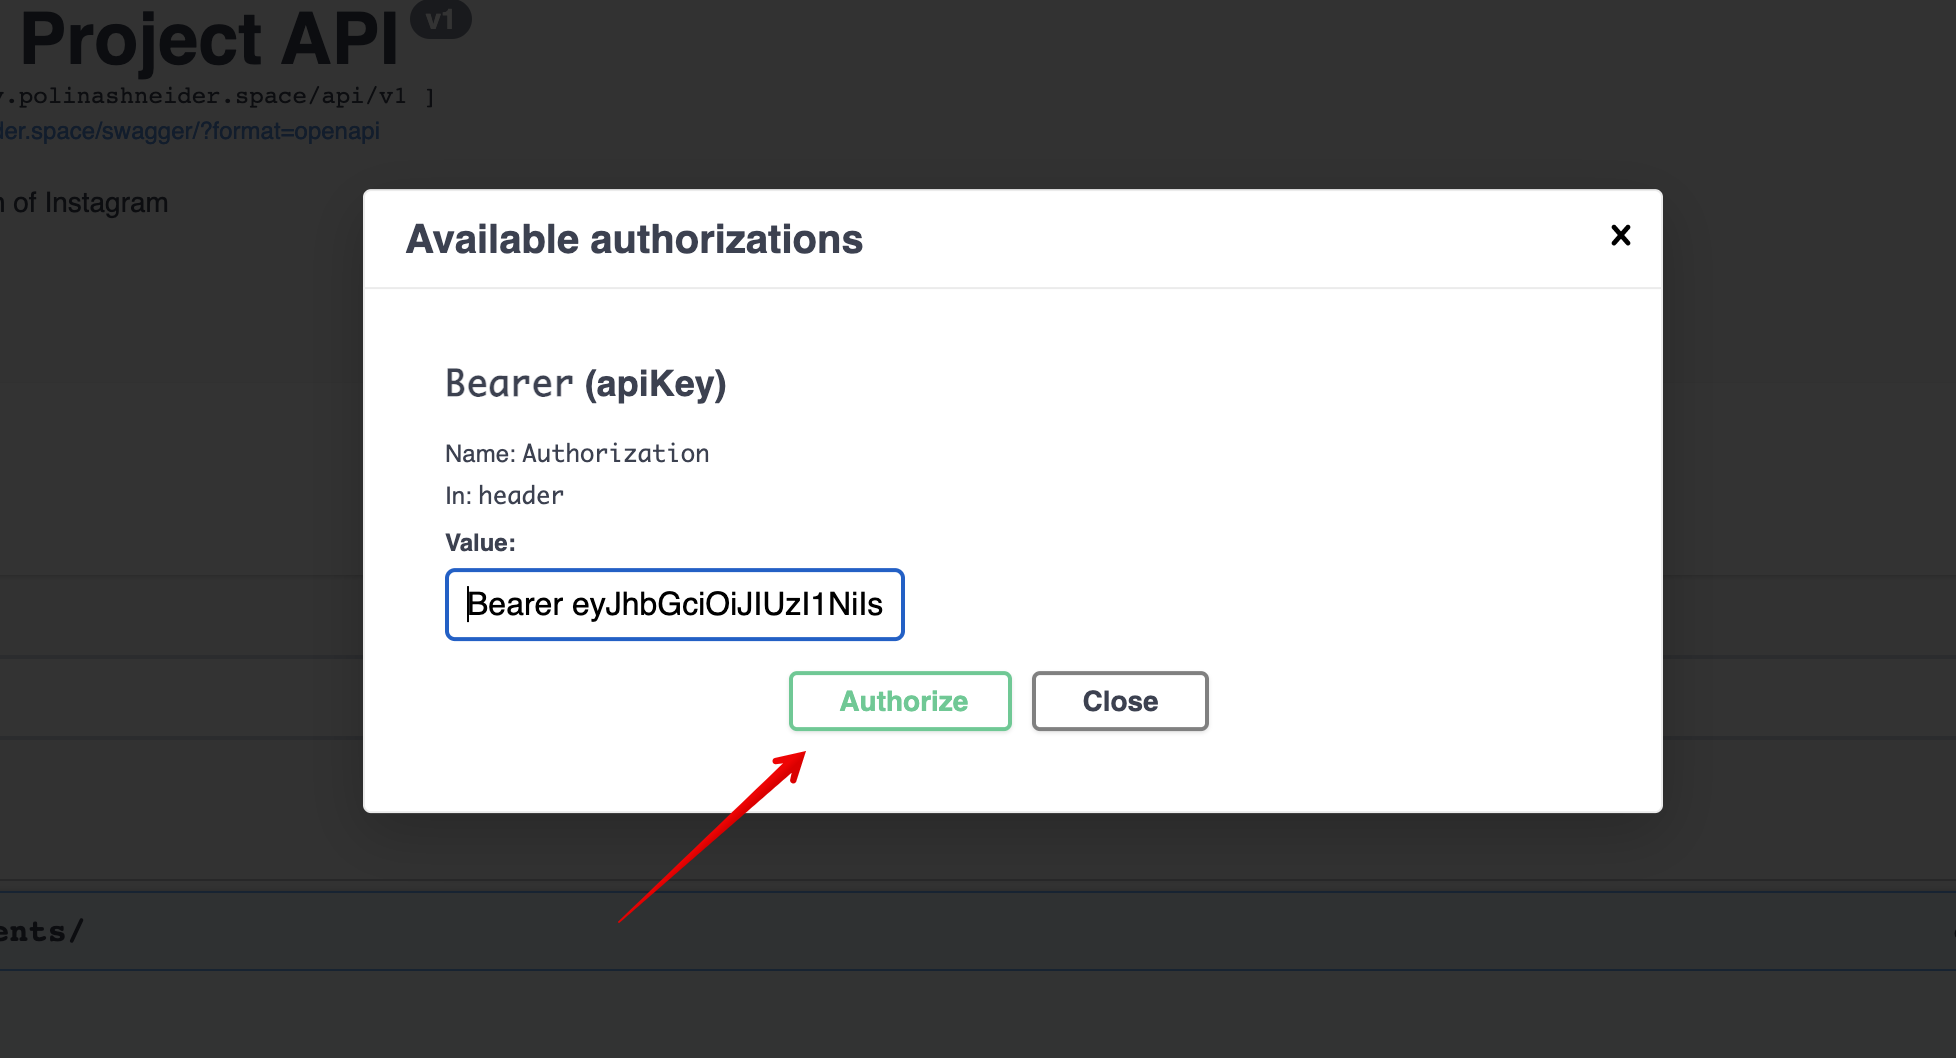 Project API v1
.polinashneider.space/api/v1 ]
der.space/swagger/?format=openapi
of Instagram
Available authorizations
Bearer (apiKey)
Name: Authorization
In: header
Value:
Bearer eyJhbGciOiJIUzI1NiIs
Authorize
Close
ents/